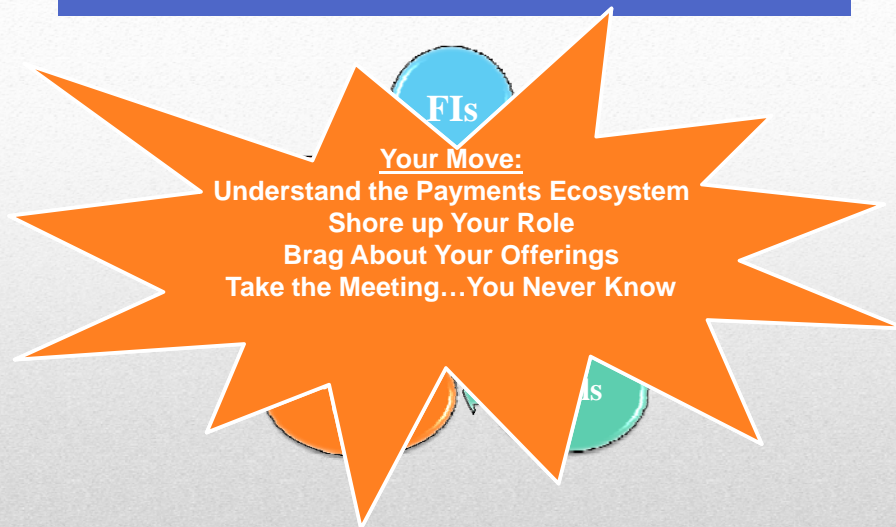 FIs
Your Move:
Understand the Payments Ecosystem
Shore up Your Role
Brag About Your Offerings
Take the Meeting…You Never Know